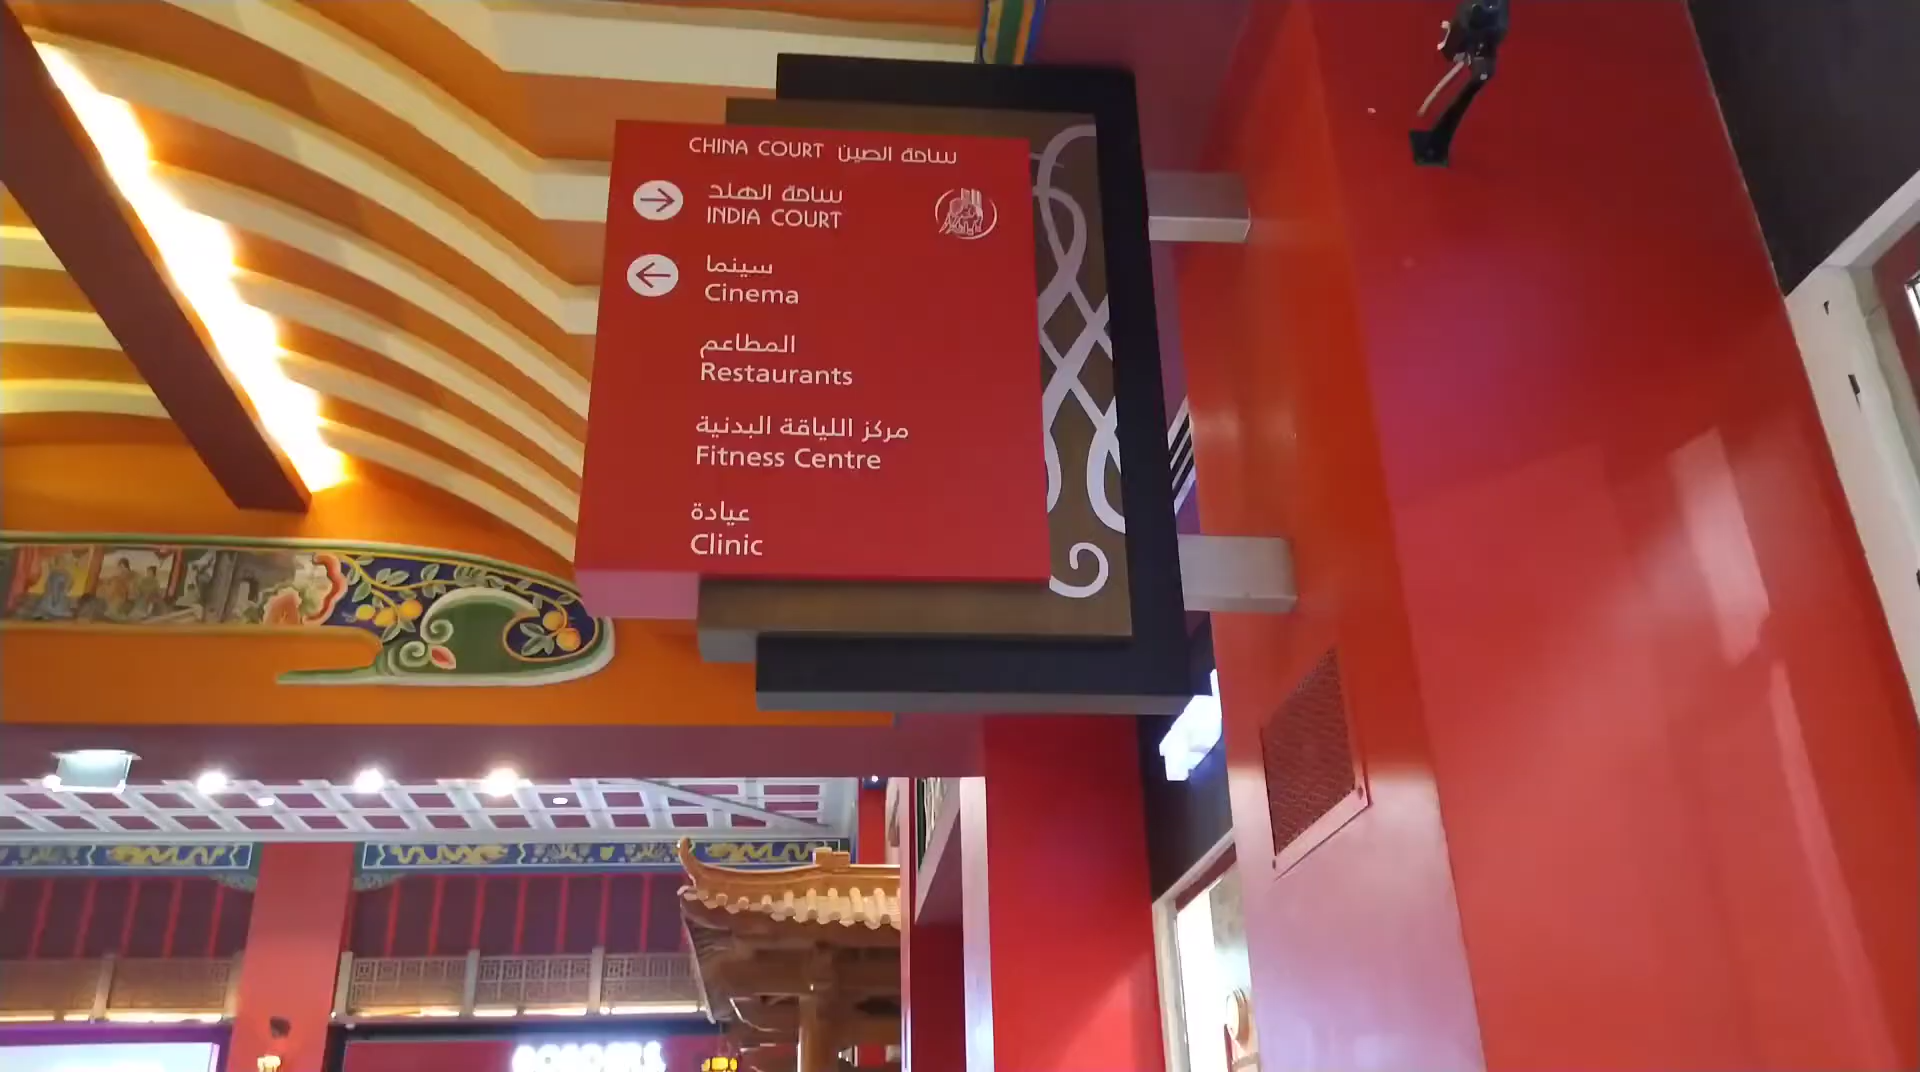 CHINA COURT ساحة الصين
ساحة الهند
INDIA COURT
سينما
Cinema
المطاعم
Restaurants
مركز اللياقة البدنية
Fitness Centre
عيادة
Clinic